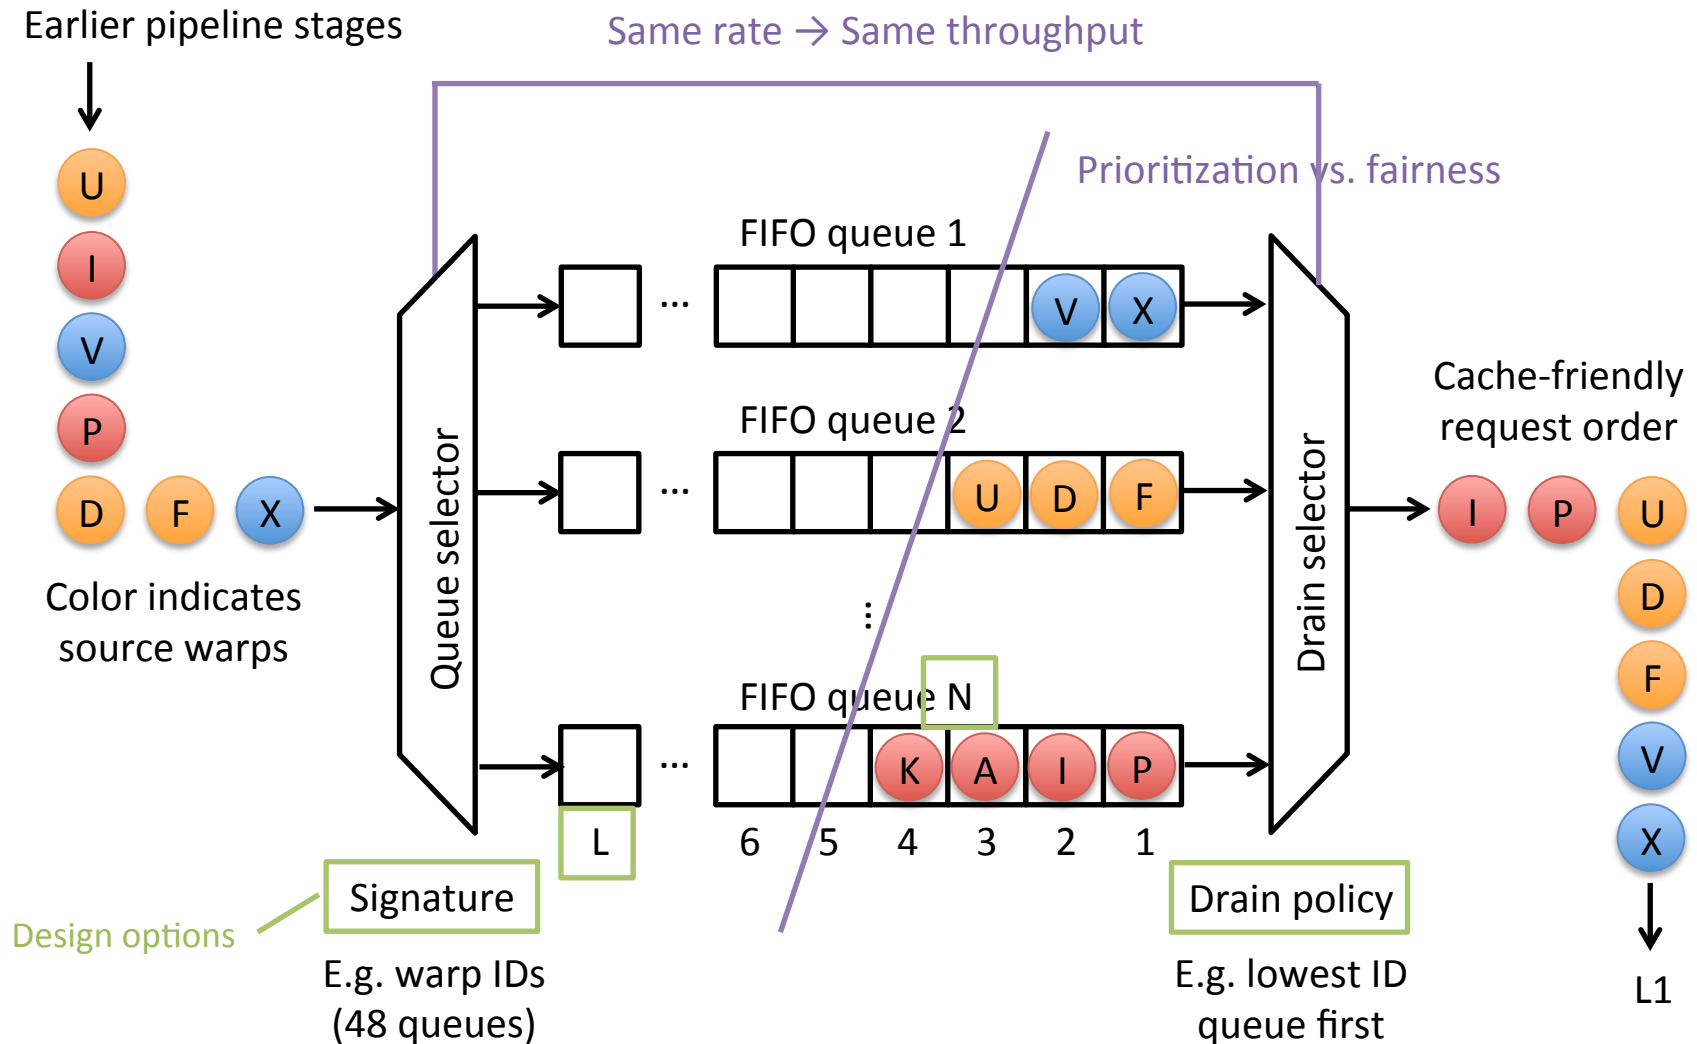 Earlier pipeline stages
Same rate → Same throughput
Prioritization vs. fairness
U
I
V
P
D F X
Color indicates
source warps
Queue selector
FIFO queue 1
... V X
FIFO queue 2
... U D F
...
FIFO queue N
... K A I P
L 6 5 4 3 2 1
Drain selector
Cache-friendly
request order
I P U
D
F
V
X
L1
Design options
Signature
E.g. warp IDs
(48 queues)
Drain policy
E.g. lowest ID
queue first